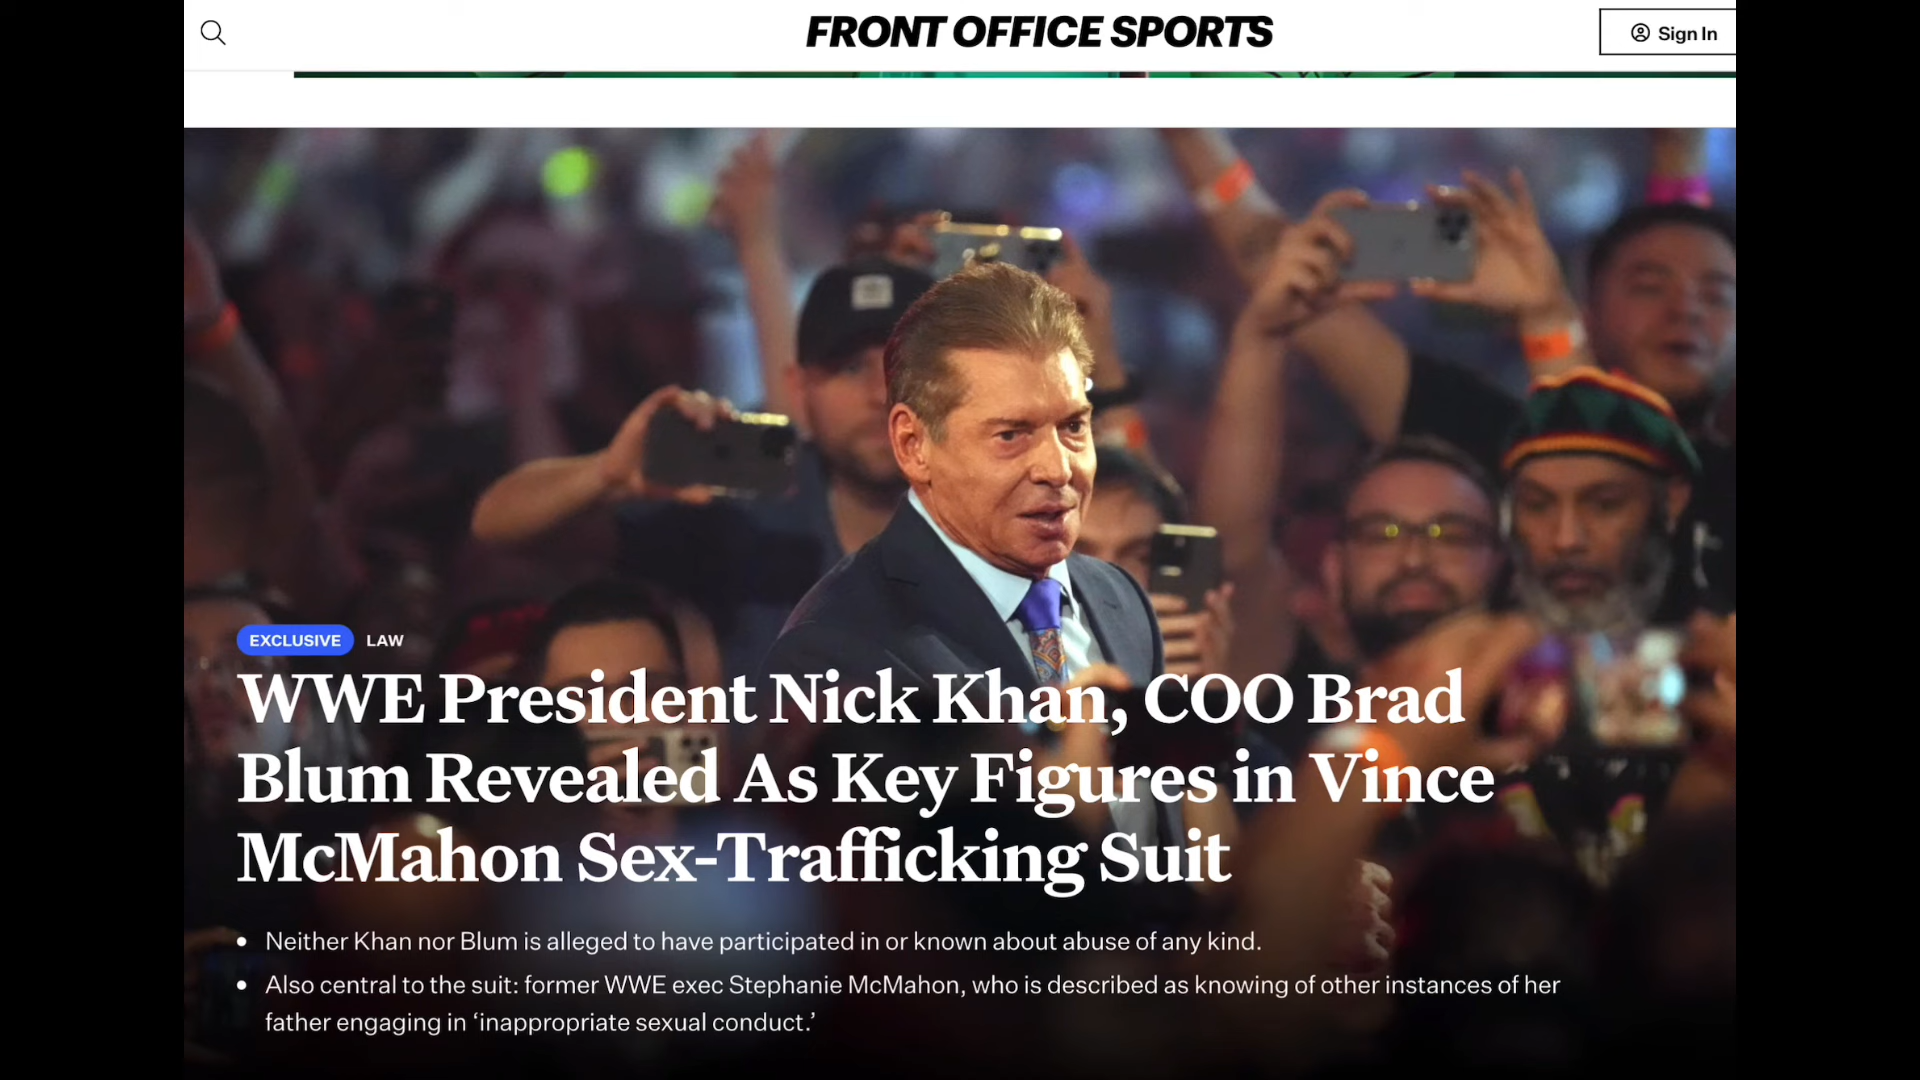 FRONT OFFICE SPORTS
Sign In
EXCLUSIVE LAW
WWE President Nick Khan, COO Brad
Blum Revealed As Key Figures in Vince
McMahon Sex-Trafficking Suit
• Neither Khan nor Blum is alleged to have participated in or known about abuse of any kind.
• Also central to the suit: former WWE exec Stephanie McMahon, who is described as knowing of other instances of her
father engaging in ‘inappropriate sexual conduct.’